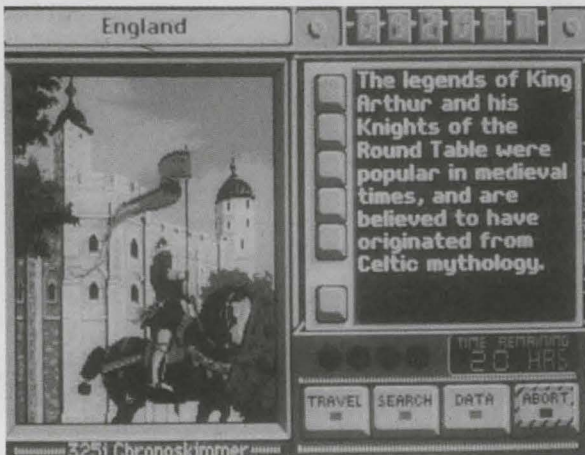 England
The legends of King
Arthur and his
Knights of the
Round Table were
popular in medieval
times, and are
believed to have
originated from
Celtic mythology.
TIME REMAINING
20 HRS
TRAVEL SEARCH DATA ABORT
325i Chronoskimmer